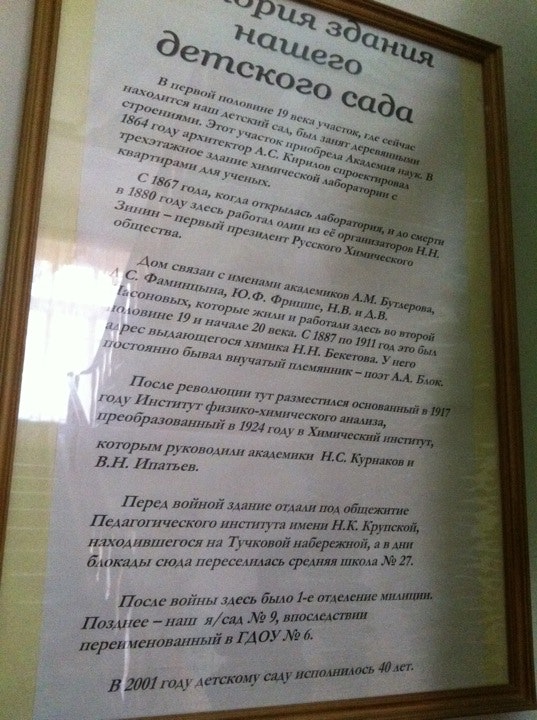 ория здания
нашего
детского сада
В первой половине 19 века участок, где сейчас
находится наш детский сад, был занят деревянными
строениями. Этот участок приобрела Академия наук. В
1864 году архитектор А.С. Кирилов спроектировал
трехэтажное здание химической лаборатории с
квартирами для ученых.
С 1867 года, когда открылась лаборатория, и до смерти
в 1880 году здесь работал один из её организаторов Н.Н.
Зинин – первый президент Русского Химического
общества.
Дом связан с именами академиков А.М. Бутлерова,
А.С. Фаминцына, Ю.Ф. Фришне, Н.В. и Д.В.
Насоновых, которые жили и работали здесь во второй
половине 19 и начале 20 века. С 1887 по 1911 год это был
адрес выдающегося химика Н.Н. Бекетова. У него
постоянно бывал внучатый племянник – поэт А.А. Блок.
После революции тут разместился основанный в 1917
году Институт физико-химического анализа,
преобразованный в 1924 году в Химический институт,
которым руководили академики Н.С. Курнаков и
В.Н. Ипатьев.
Перед войной здание отдали под общежитие
Педагогического института имени Н.К. Крупской,
находившегося на Тучковой набережной, а в дни
блокады сюда переселилась средняя школа № 27.
После войны здесь было 1-е отделение милиции.
Позднее – наш я/сад № 9, впоследствии
переименованный в ГДОУ № 6.
В 2001 году детскому саду исполнилось 40 лет.